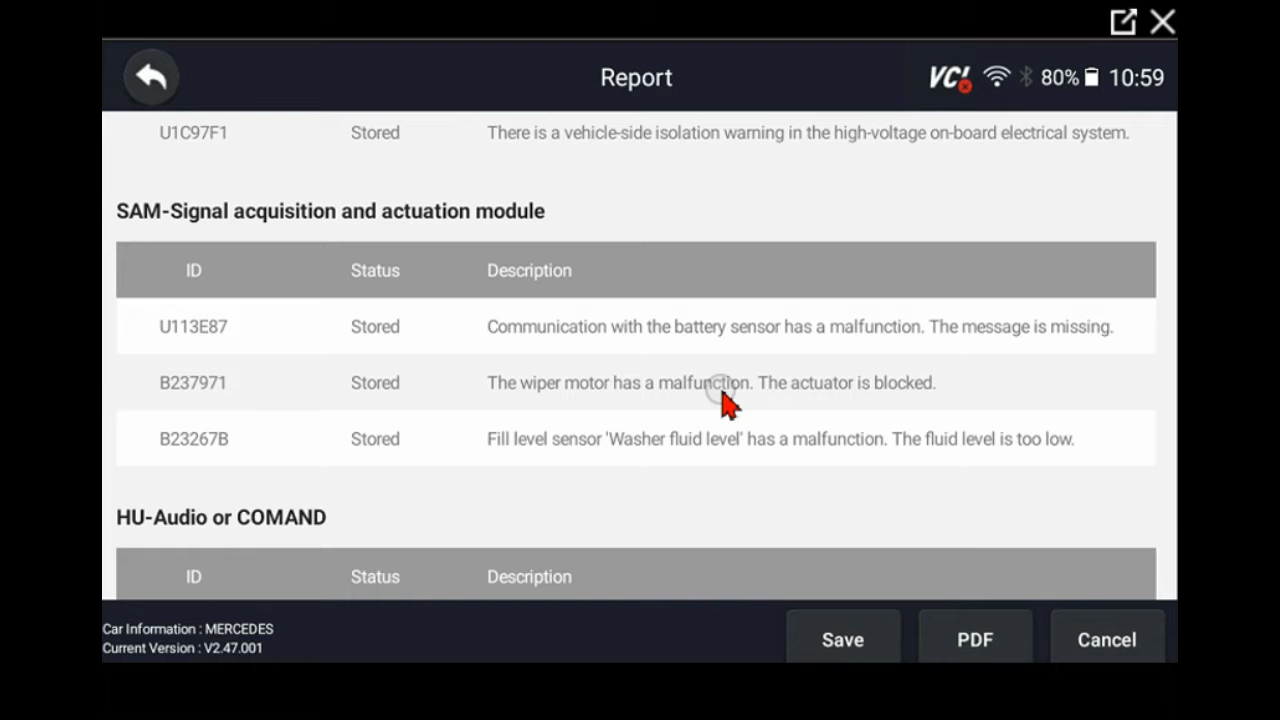 Report
VCI 80% 10:59
U1C97F1 Stored There is a vehicle-side isolation warning in the high-voltage on-board electrical system.
SAM-Signal acquisition and actuation module
ID Status Description
U113E87 Stored Communication with the battery sensor has a malfunction. The message is missing.
B237971 Stored The wiper motor has a malfunction. The actuator is blocked.
B23267B Stored Fill level sensor 'Washer fluid level' has a malfunction. The fluid level is too low.
HU-Audio or COMAND
ID Status Description
Car Information : MERCEDES
Current Version : V2.47.001
Save PDF Cancel